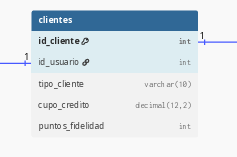 clientes
1
id_cliente int
1
id_usuario int
tipo_cliente varchar(10)
cupo_credito decimal(12,2)
puntos_fidelidad int